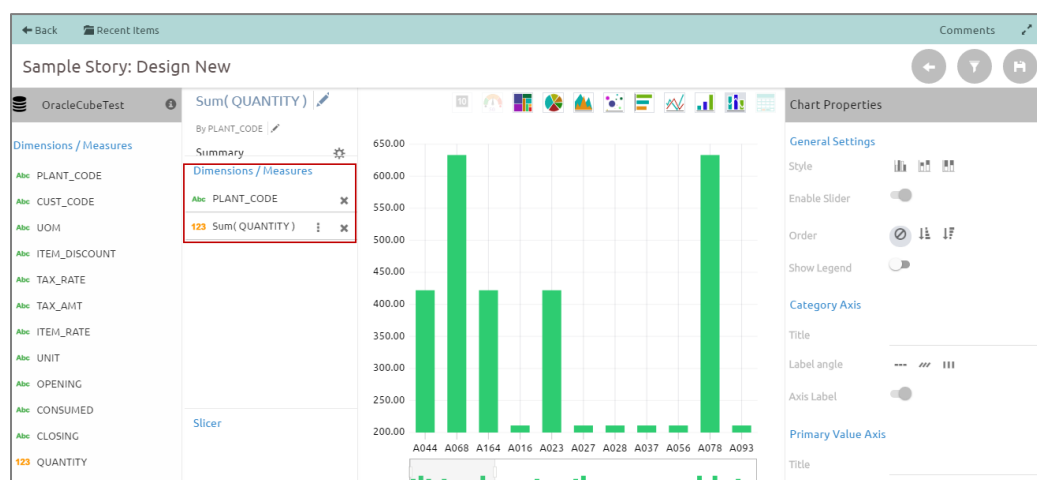 Back Recent Items Comments
Sample Story: Design New
OracleCubeTest
Dimensions / Measures
Abc PLANT_CODE
Abc CUST_CODE
Abc UOM
Abc ITEM_DISCOUNT
Abc TAX_RATE
Abc TAX_AMT
Abc ITEM_RATE
Abc UNIT
Abc OPENING
Abc CONSUMED
Abc CLOSING
123 QUANTITY
Sum( QUANTITY )
By PLANT_CODE
Summary
Dimensions / Measures
Abc PLANT_CODE
123 Sum( QUANTITY )
Slicer
10
650.00
600.00
550.00
500.00
450.00
400.00
350.00
300.00
250.00
200.00
A044 A068 A164 A016 A023 A027 A028 A037 A056 A078 A093
Chart Properties
General Settings
Style
Enable Slider
Order
Show Legend
Category Axis
Title
Label angle
Axis Label
Primary Value Axis
Title